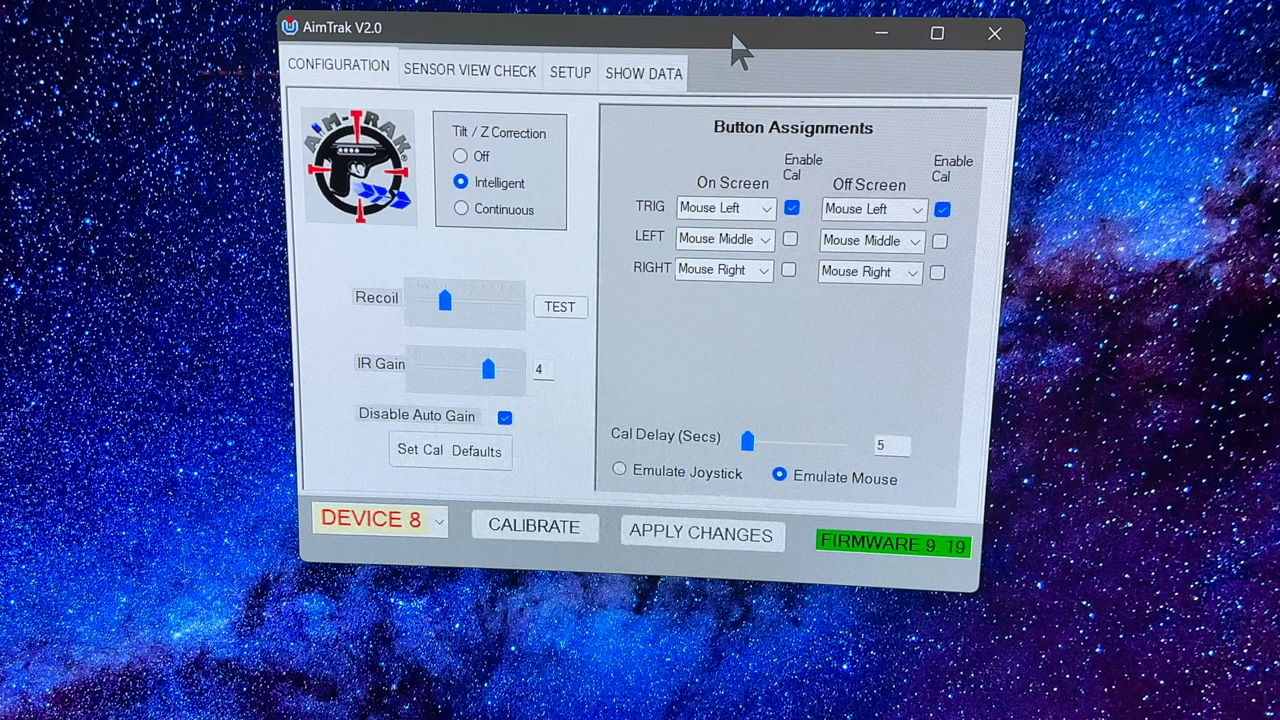 AimTrak V2.0
CONFIGURATION SENSOR VIEW CHECK SETUP SHOW DATA
AIM-TRAK®
Tilt / Z Correction
Off
Intelligent
Continuous
Recoil TEST
IR Gain 4
Disable Auto Gain
Set Cal Defaults
Button Assignments
Enable Cal Enable Cal
On Screen Off Screen
TRIG Mouse Left Mouse Left
LEFT Mouse Middle Mouse Middle
RIGHT Mouse Right Mouse Right
Cal Delay (Secs) 5
Emulate Joystick Emulate Mouse
DEVICE 8 CALIBRATE APPLY CHANGES FIRMWARE 9. 19